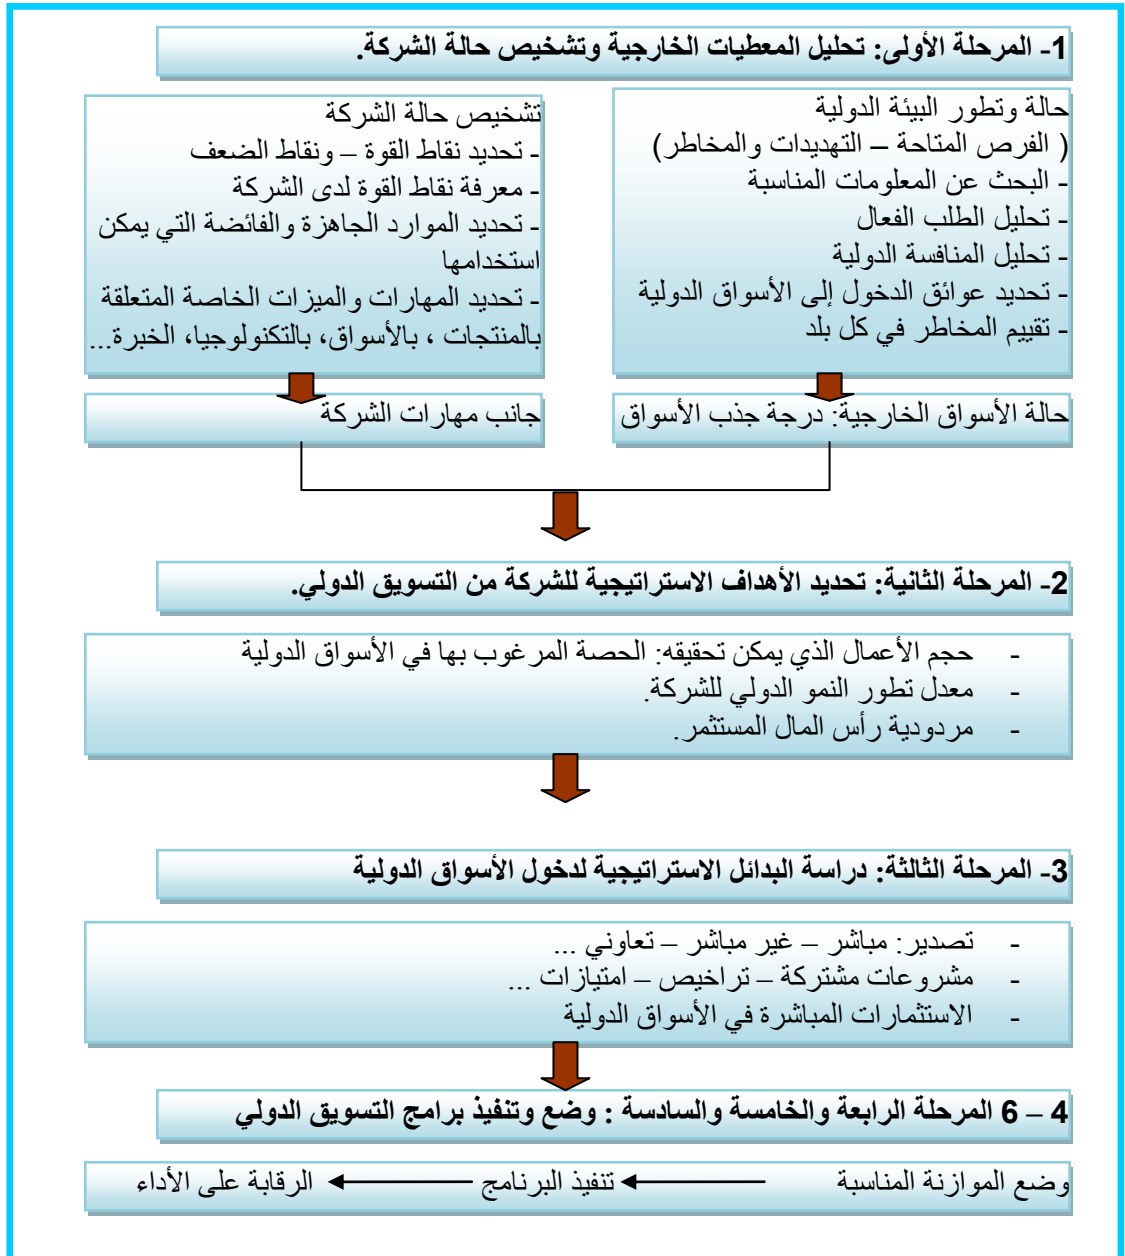 1- المرحلة الأولى: تحليل المعطيات الخارجية وتشخيص حالة الشركة.
حالة وتطور البيئة الدولية
( الفرص المتاحة – التهديدات والمخاطر)
- البحث عن المعلومات المناسبة
- تحليل الطلب الفعال
- تحليل المنافسة الدولية
- تحديد عوائق الدخول إلى الأسواق الدولية
- تقييم المخاطر في كل بلد
تشخيص حالة الشركة
- تحديد نقاط القوة – ونقاط الضعف
- معرفة نقاط القوة لدى الشركة
- تحديد الموارد الجاهزة والفائضة التي يمكن
استخدامها
- تحديد المهارات والميزات الخاصة المتعلقة
بالمنتجات ، بالأسواق، بالتكنولوجيا، الخبرة...
حالة الأسواق الخارجية: درجة جذب الأسواق
جانب مهارات الشركة
2- المرحلة الثانية: تحديد الأهداف الاستراتيجية للشركة من التسويق الدولي.
- حجم الأعمال الذي يمكن تحقيقه: الحصة المرغوب بها في الأسواق الدولية
- معدل تطور النمو الدولي للشركة.
- مردودية رأس المال المستثمر.
3- المرحلة الثالثة: دراسة البدائل الاستراتيجية لدخول الأسواق الدولية
- تصدير: مباشر – غير مباشر – تعاوني ...
- مشروعات مشتركة – تراخيص – امتيازات ...
- الاستثمارات المباشرة في الأسواق الدولية
4 – 6 المرحلة الرابعة والخامسة والسادسة : وضع وتنفيذ برامج التسويق الدولي
وضع الموازنة المناسبة تنفيذ البرنامج الرقابة على الأداء